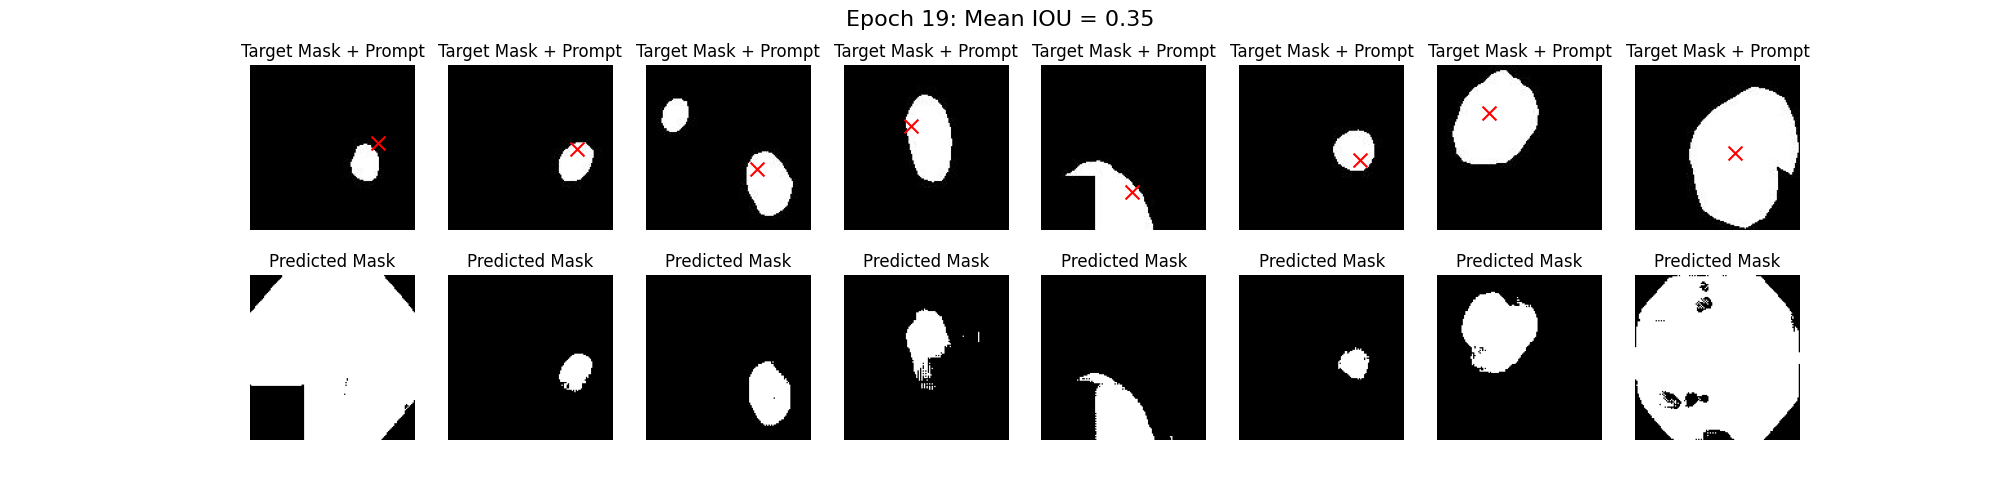 Epoch 19: Mean IOU = 0.35
Target Mask + Prompt Target Mask + Prompt Target Mask + Prompt Target Mask + Prompt Target Mask + Prompt Target Mask + Prompt Target Mask + Prompt Target Mask + Prompt
Predicted Mask Predicted Mask Predicted Mask Predicted Mask Predicted Mask Predicted Mask Predicted Mask Predicted Mask